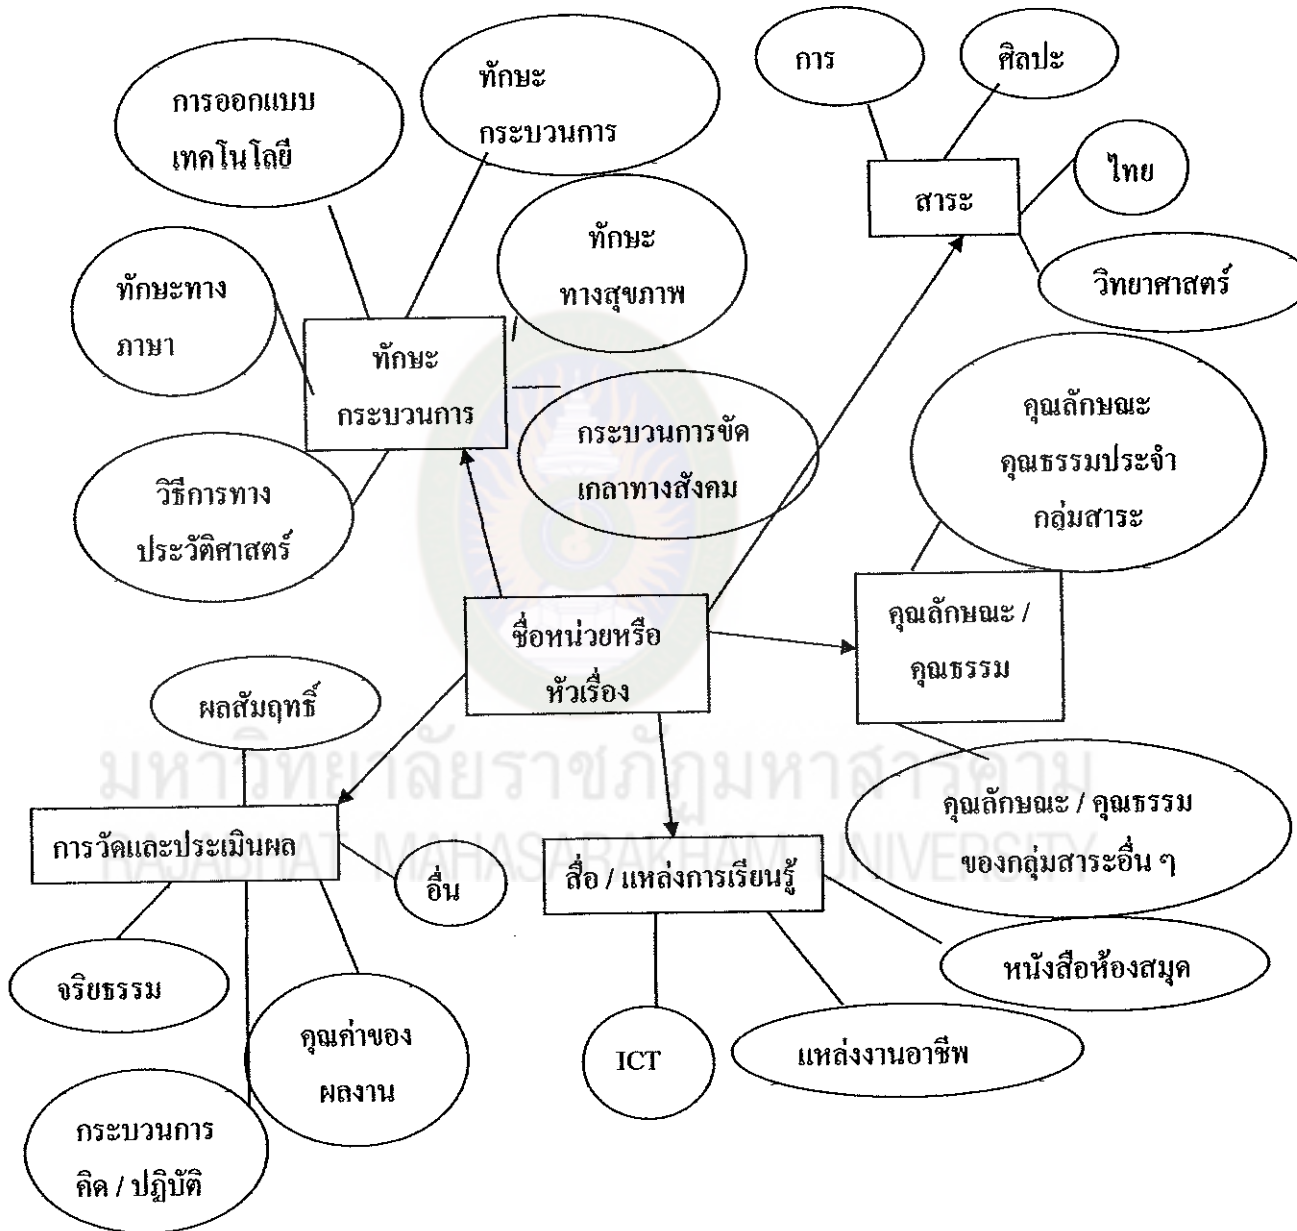 การ
ศิลปะ
การออกแบบ
เทคโนโลยี
ทักษะ
กระบวนการ
สาระ
ไทย
วิทยาศาสตร์
ทักษะ
ทางสุขภาพ
ทักษะทาง
ภาษา
ทักษะ
กระบวนการ
กระบวนการขัด
เกลาทางสังคม
คุณลักษณะ
คุณธรรมประจำ
กลุ่มสาระ
วิธีการทาง
ประวัติศาสตร์
ชื่อหน่วยหรือ
หัวเรื่อง
คุณลักษณะ /
คุณธรรม
ผลสัมฤทธิ์
มหาวิทยาลัยราชภัฏมหาสารคาม
RAJABHAT MAHASARAKHAM UNIVERSITY
การวัดและประเมินผล
อื่น
สื่อ / แหล่งการเรียนรู้
คุณลักษณะ / คุณธรรม
ของกลุ่มสาระอื่น ๆ
หนังสือห้องสมุด
จริยธรรม
คุณค่าของ
ผลงาน
ICT
แหล่งงานอาชีพ
กระบวนการ
คิด / ปฏิบัติ